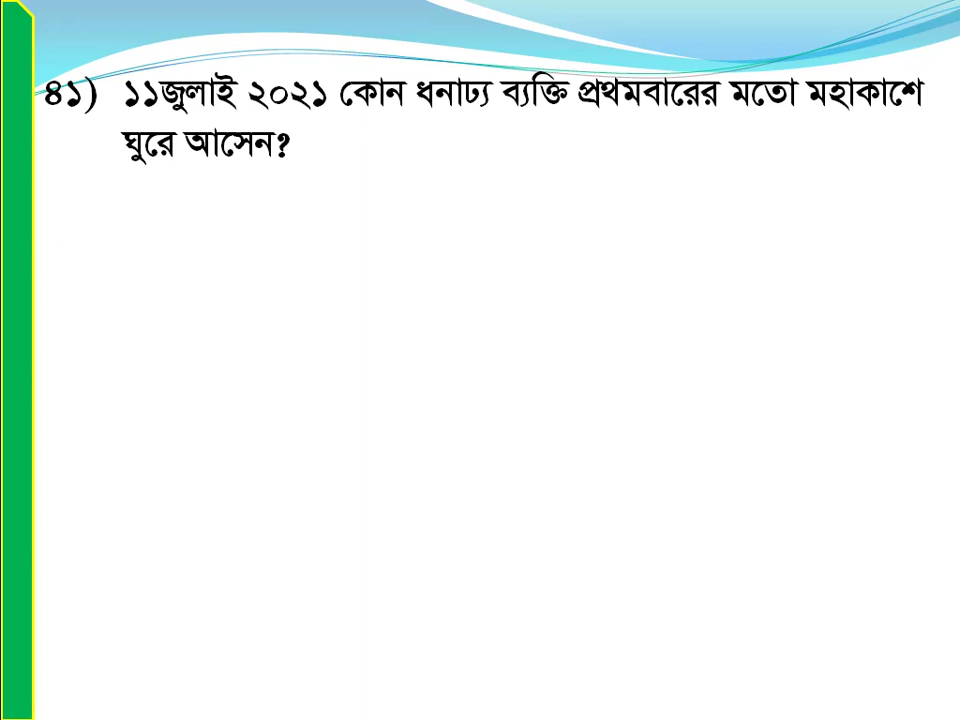 ৪১) ১১জুলাই ২০২১ কোন ধনাঢ্য ব্যক্তি প্রথমবারের মতো মহাকাশে
ঘুরে আসেন?